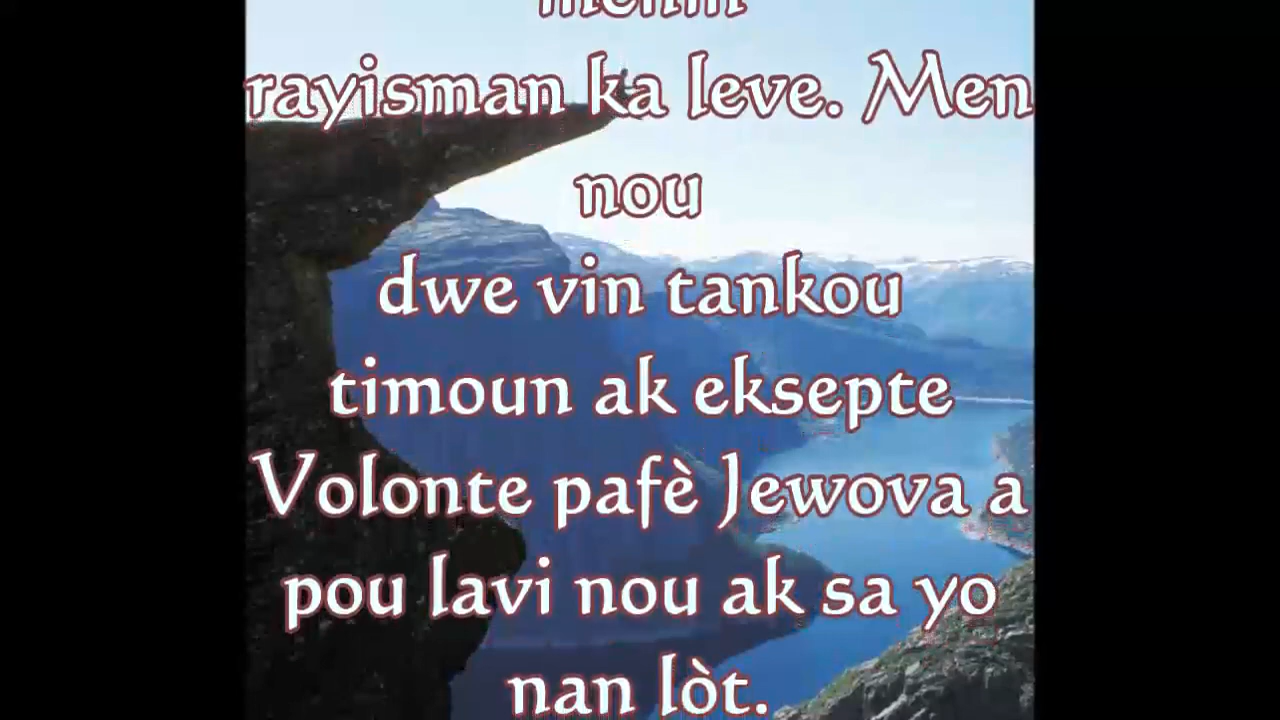 rayisman ka leve. Men
nou
dwe vin tankou
timoun ak eksepte
Volonte pafè Jewova a
pou lavi nou ak sa yo
nan lòt.